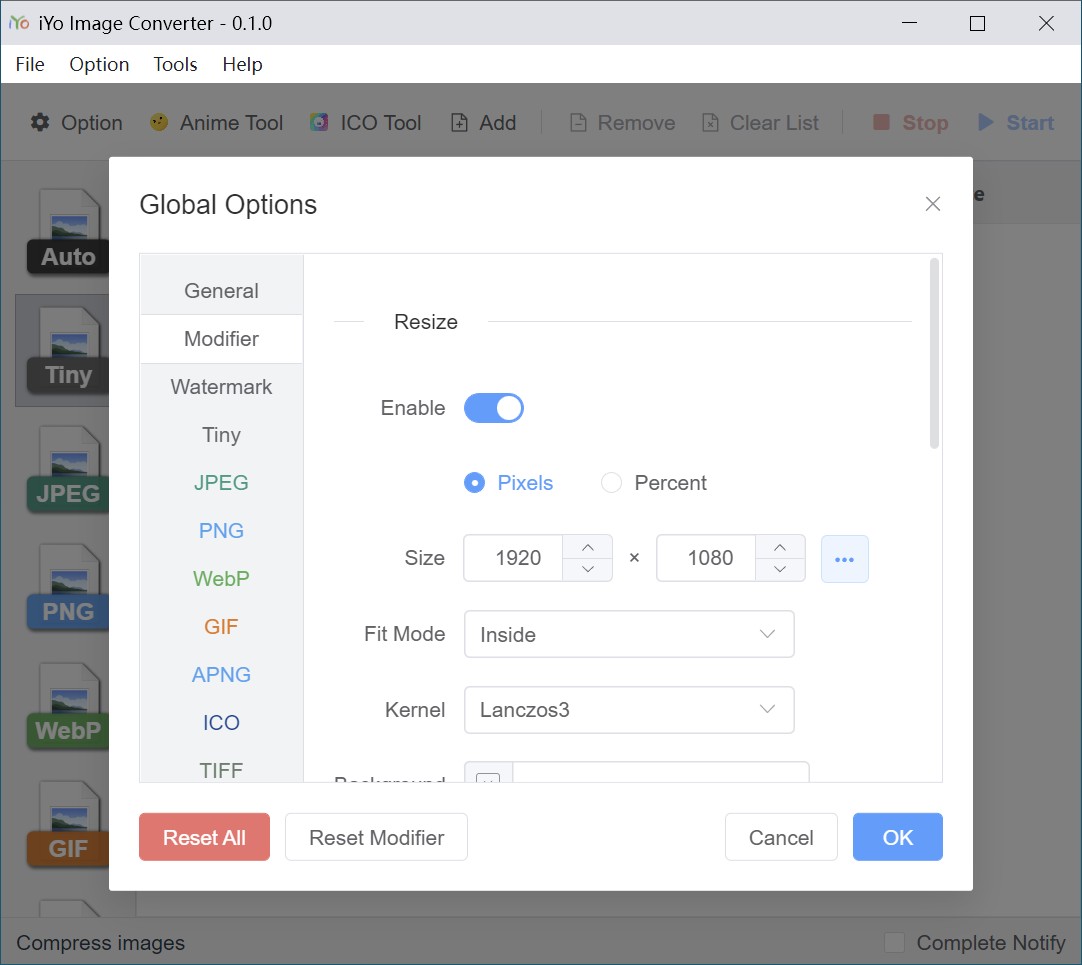 iYo Image Converter - 0.1.0
File Option Tools Help
Option Anime Tool ICO Tool Add Remove Clear List Stop Start
Global Options
Auto
Tiny
JPEG
PNG
WebP
GIF
General
Modifier
Watermark
Tiny
JPEG
PNG
WebP
GIF
APNG
ICO
TIFF
Resize
Enable
Pixels Percent
Size 1920 × 1080 •••
Fit Mode Inside
Kernel Lanczos3
Background
Reset All Reset Modifier Cancel OK
Compress images Complete Notify